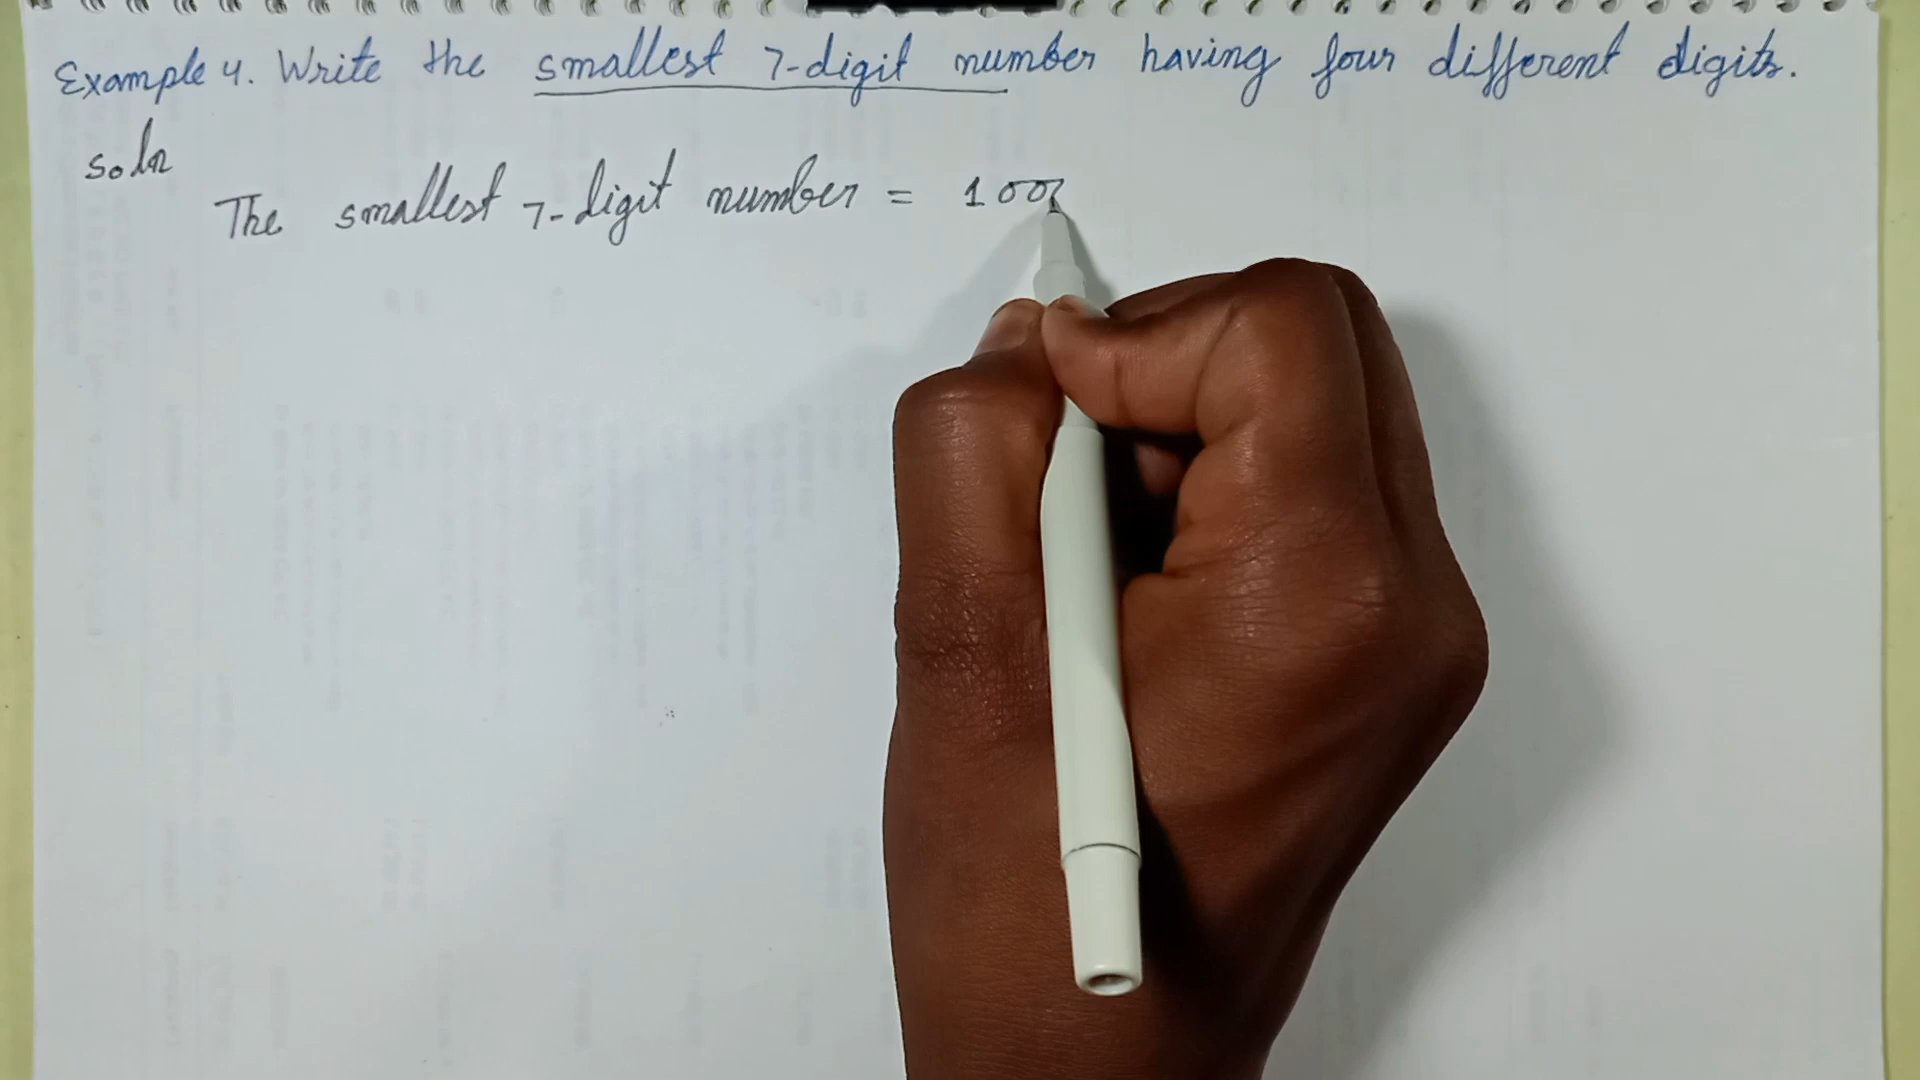 Example 4. Write the smallest 7-digit number having four different digits.
Soln
The smallest 7-digit number = 100